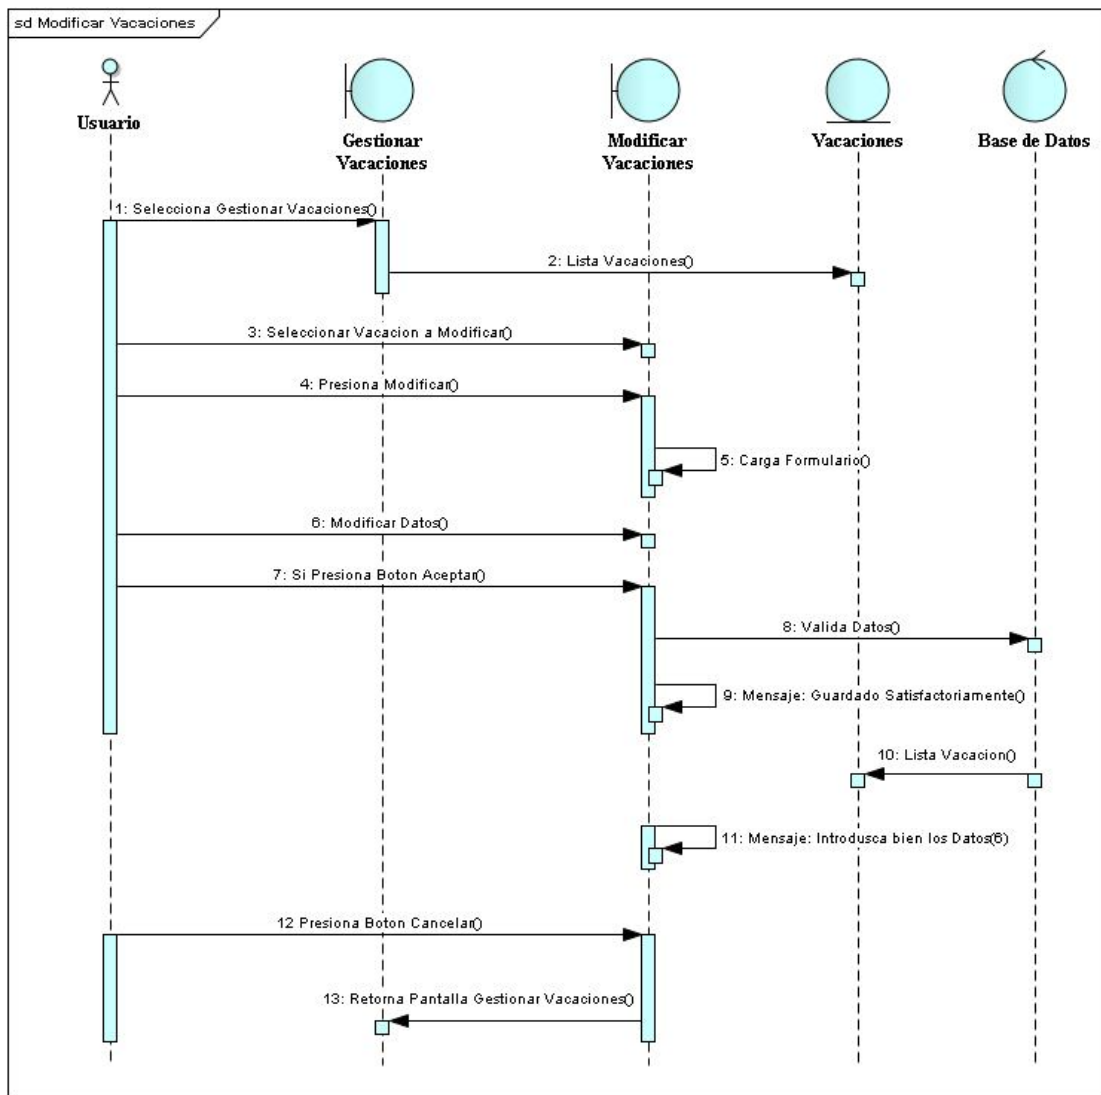 sd Modificar Vacaciones
Usuario
Gestionar
Vacaciones
Modificar
Vacaciones
Vacaciones
Base de Datos
1: Selecciona Gestionar Vacaciones()
2: Lista Vacaciones()
3: Seleccionar Vacacion a Modificar()
4: Presiona Modificar()
5: Carga Formulario()
6: Modificar Datos()
7: Si Presiona Boton Aceptar()
8: Valida Datos()
9: Mensaje: Guardado Satisfactoriamente()
10: Lista Vacacion()
11: Mensaje: Introdusca bien los Datos(6)
12 Presiona Boton Cancelar()
13: Retorna Pantalla Gestionar Vacaciones()